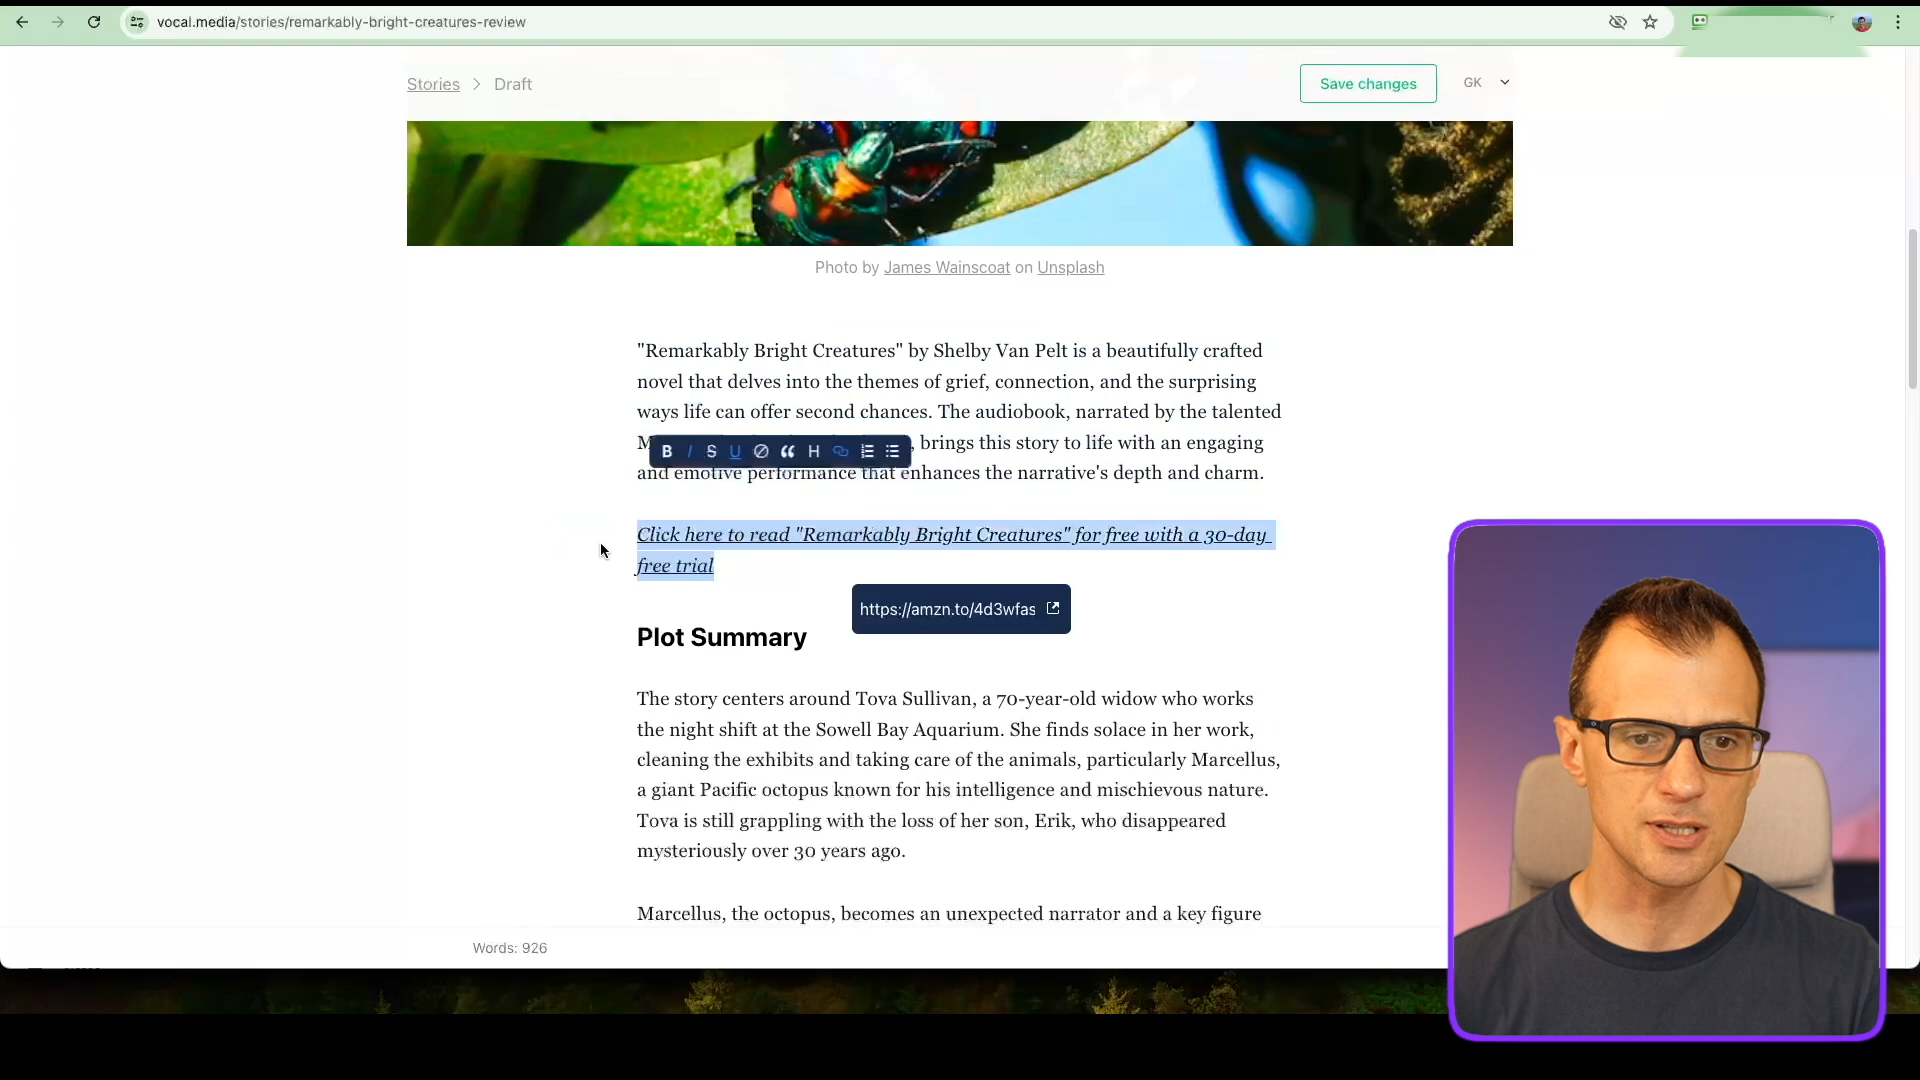 vocal.media/stories/remarkably-bright-creatures-review
Stories > Draft
Save changes
GK
Photo by James Wainscoat on Unsplash
"Remarkably Bright Creatures" by Shelby Van Pelt is a beautifully crafted
novel that delves into the themes of grief, connection, and the surprising
ways life can offer second chances. The audiobook, narrated by the talented
M
, brings this story to life with an engaging
B I S U H
and emotive performance that enhances the narrative's depth and charm.
Click here to read "Remarkably Bright Creatures" for free with a 30-day
free trial
https://amzn.to/4d3wfas
Plot Summary
The story centers around Tova Sullivan, a 70-year-old widow who works
the night shift at the Sowell Bay Aquarium. She finds solace in her work,
cleaning the exhibits and taking care of the animals, particularly Marcellus,
a giant Pacific octopus known for his intelligence and mischievous nature.
Tova is still grappling with the loss of her son, Erik, who disappeared
mysteriously over 30 years ago.
Marcellus, the octopus, becomes an unexpected narrator and a key figure
Words: 926